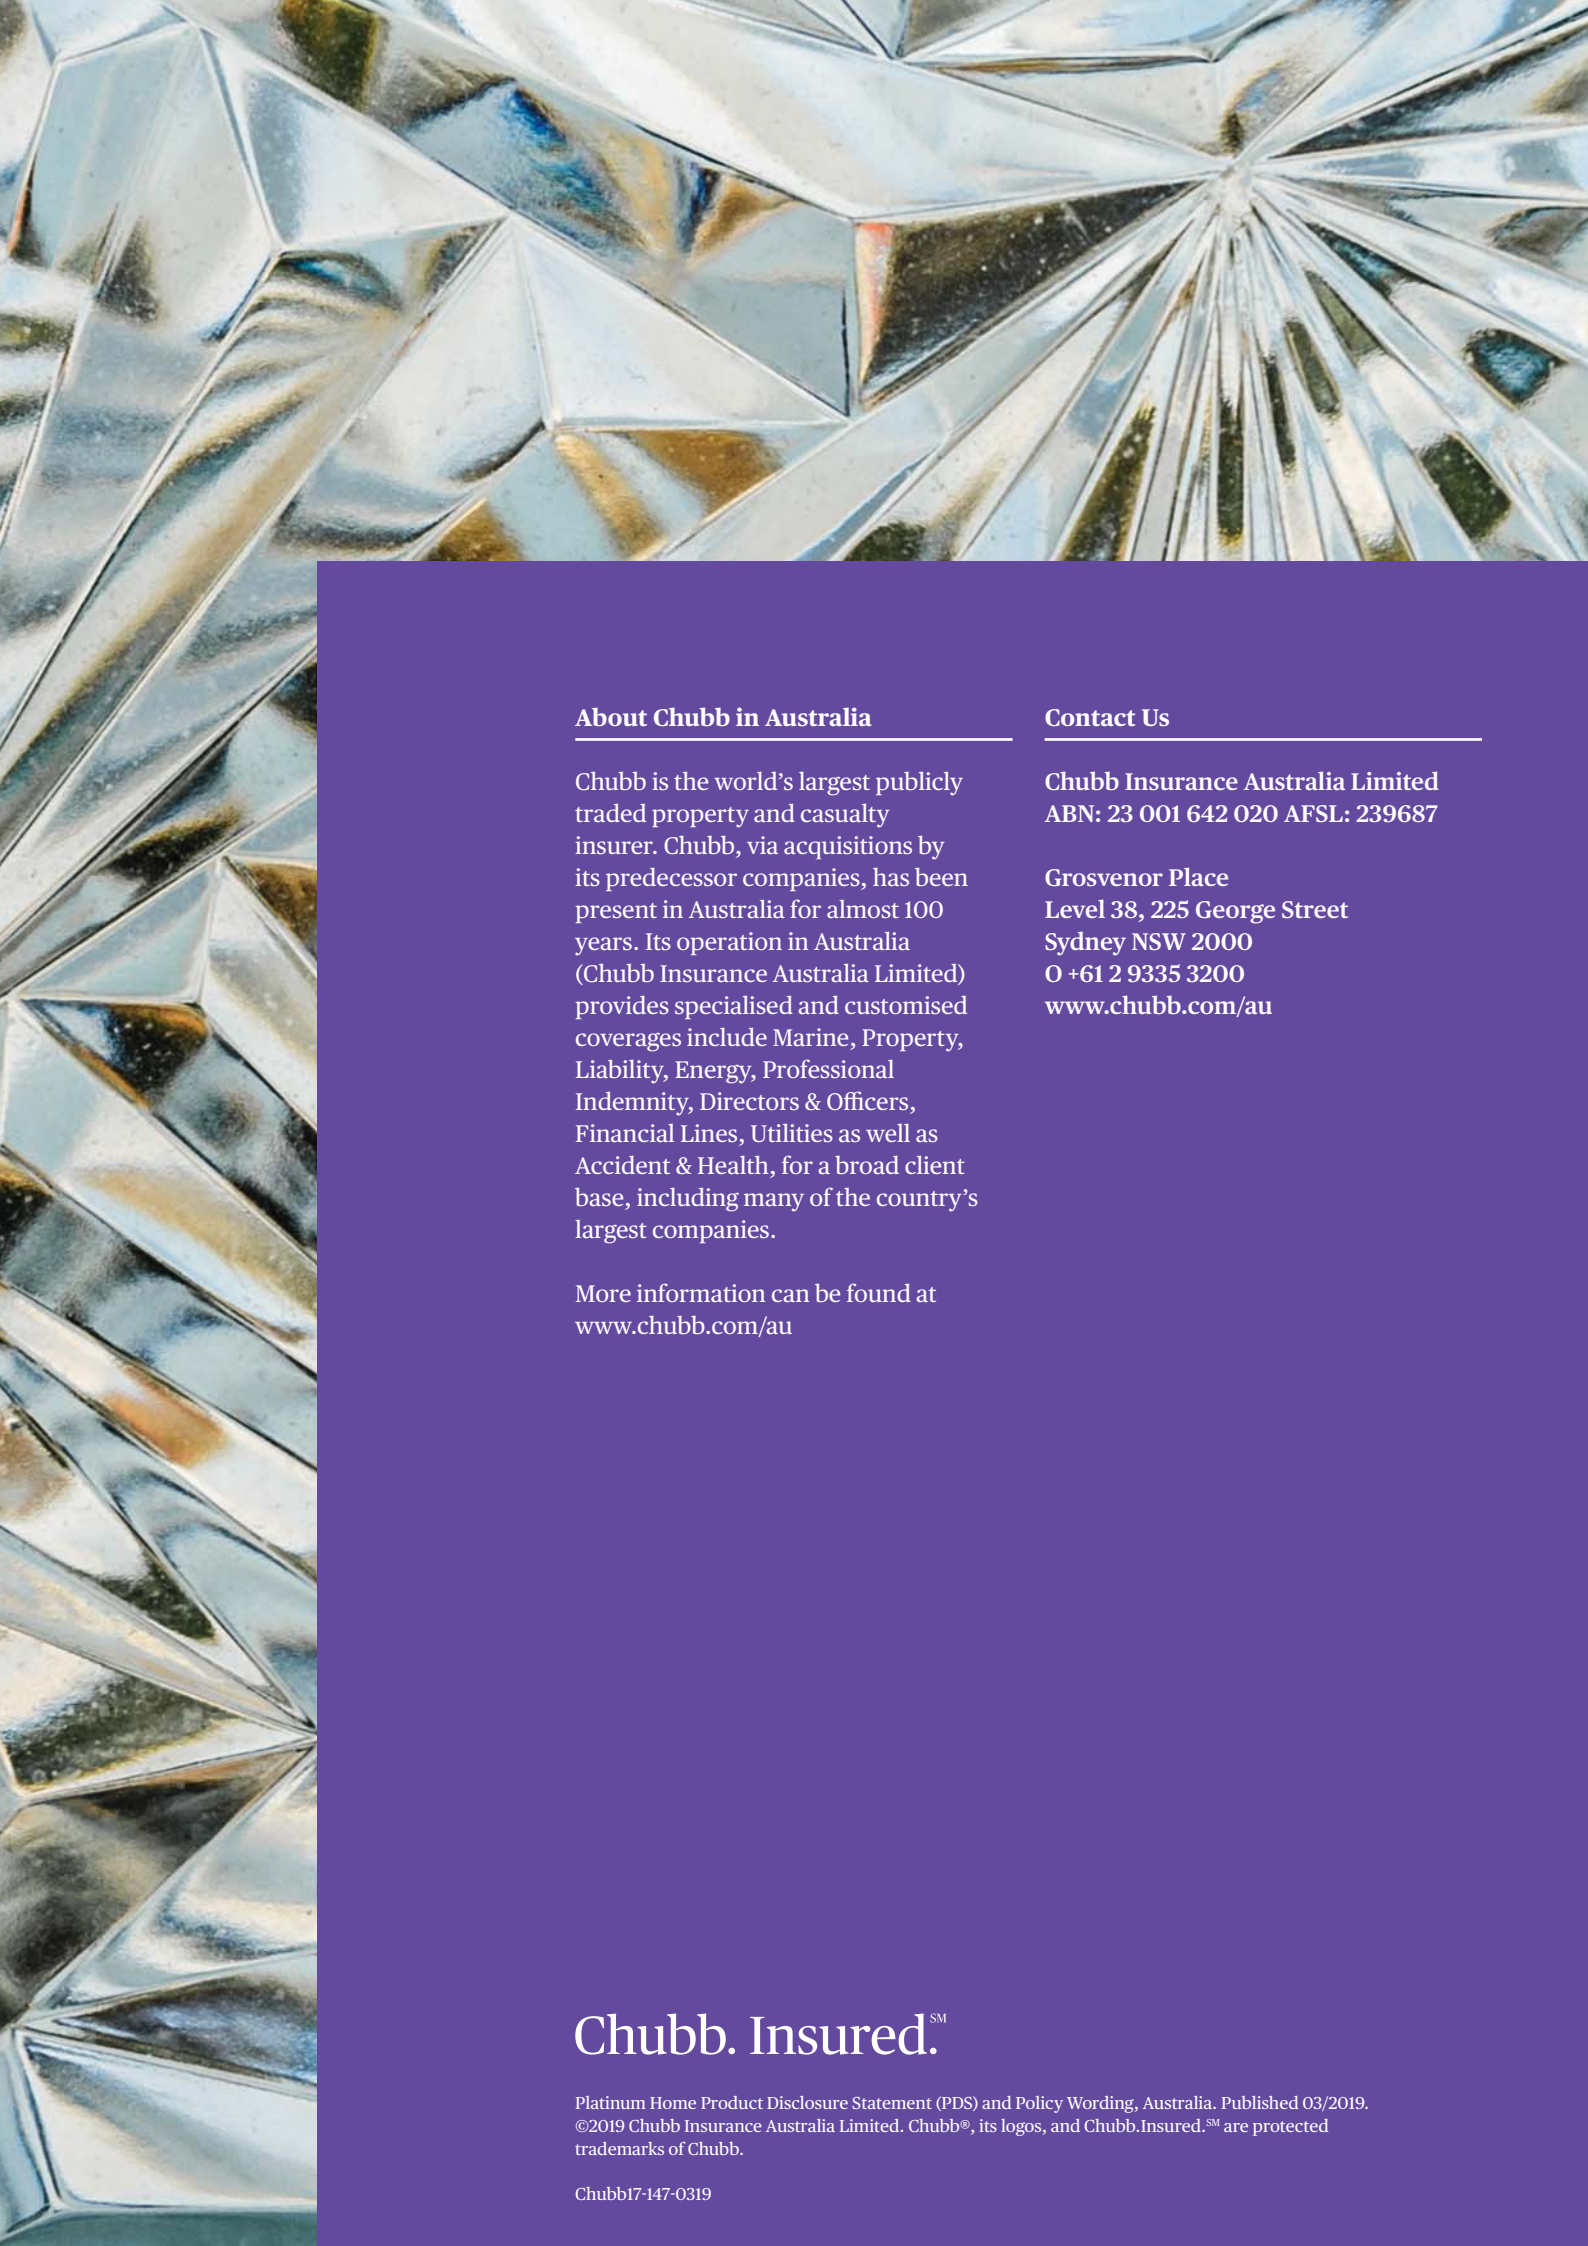 About Chubb in Australia
Chubb is the world’s largest publicly
traded property and casualty
insurer. Chubb, via acquisitions by
its predecessor companies, has been
present in Australia for almost 100
years. Its operation in Australia
(Chubb Insurance Australia Limited)
provides specialised and customised
coverages include Marine, Property,
Liability, Energy, Professional
Indemnity, Directors & Officers,
Financial Lines, Utilities as well as
Accident & Health, for a broad client
base, including many of the country’s
largest companies.
More information can be found at
www.chubb.com/au
Contact Us
Chubb Insurance Australia Limited
ABN: 23 001 642 020 AFSL: 239687
Grosvenor Place
Level 38, 225 George Street
Sydney NSW 2000
O +61 2 9335 3200
www.chubb.com/au
Chubb. Insured.℠
Platinum Home Product Disclosure Statement (PDS) and Policy Wording, Australia. Published 03/2019.
©2019 Chubb Insurance Australia Limited. Chubb®, its logos, and Chubb.Insured.℠ are protected
trademarks of Chubb.
Chubb17-147-0319